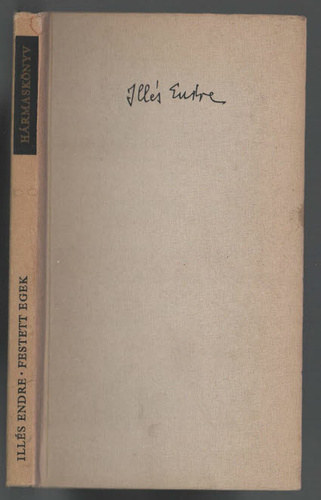 Illés Endre
HÁRMASKÖNYV
ILLÉS ENDRE · FESTETT EGEK